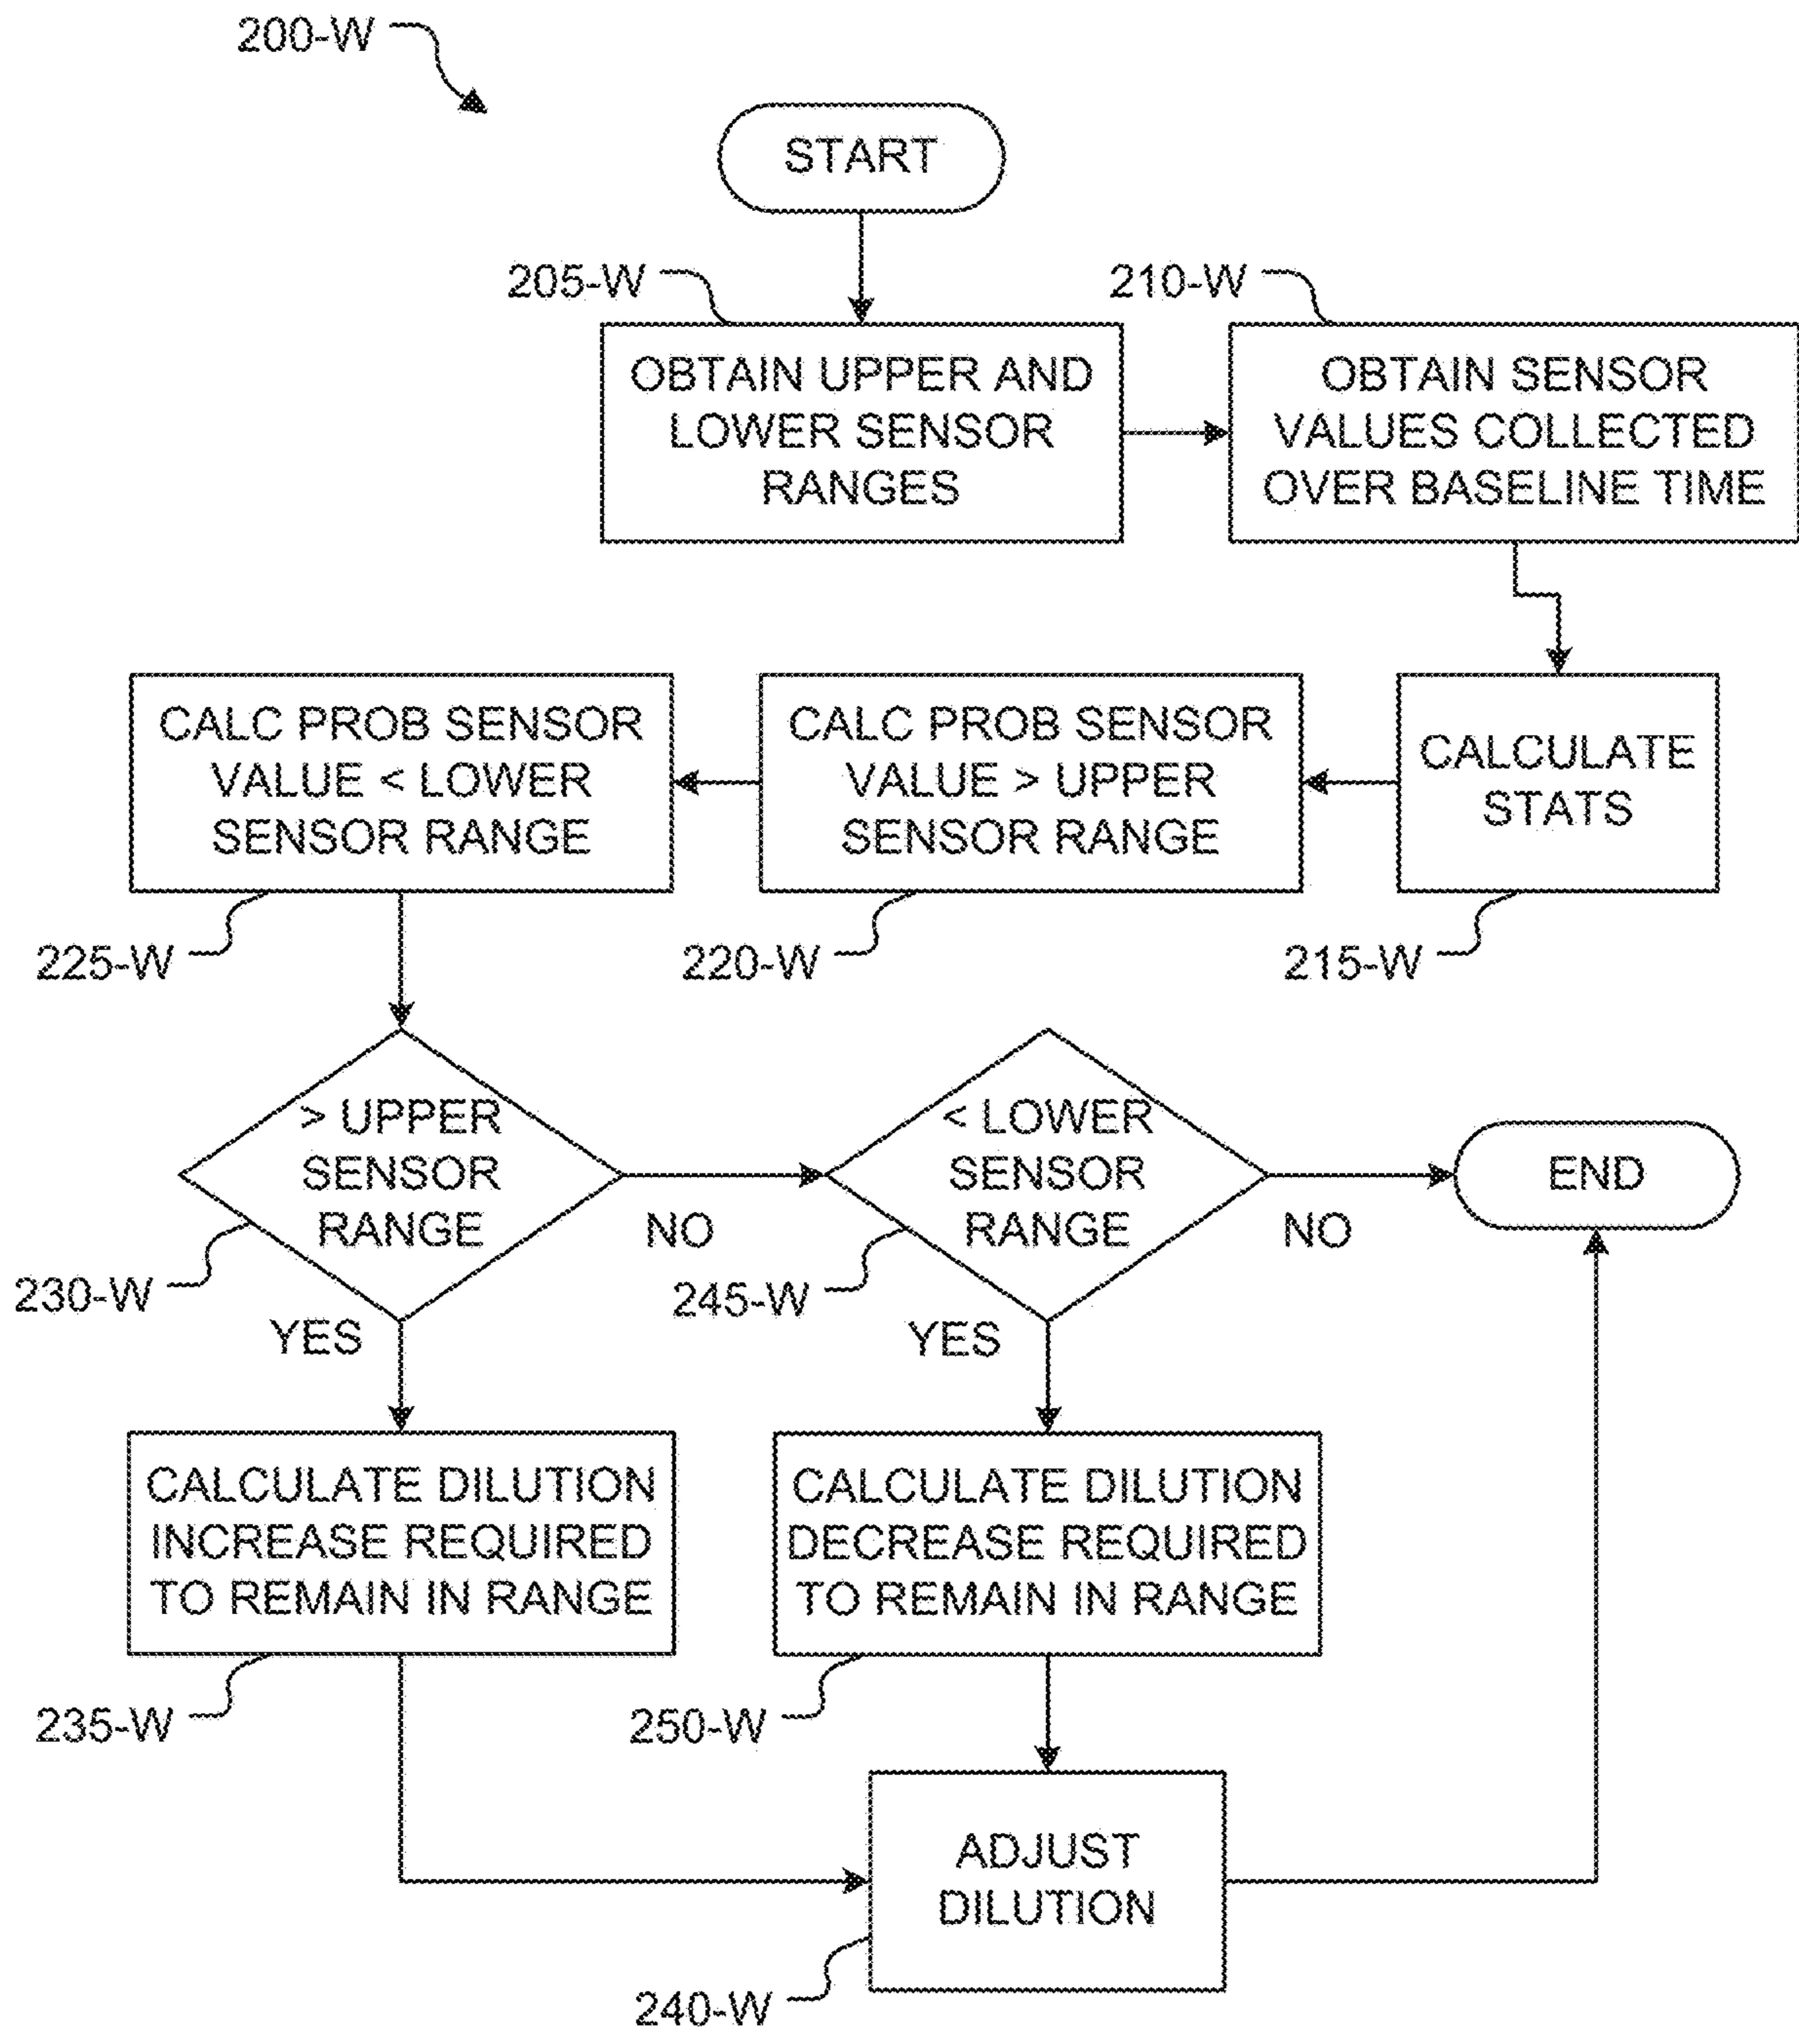 200-W
START
205-W
210-W
OBTAIN UPPER AND
LOWER SENSOR
RANGES
OBTAIN SENSOR
VALUES COLLECTED
OVER BASELINE TIME
CALC PROB SENSOR
VALUE < LOWER
SENSOR RANGE
CALC PROB SENSOR
VALUE > UPPER
SENSOR RANGE
CALCULATE
STATS
225-W
220-W
215-W
> UPPER
SENSOR
RANGE
NO
230-W
YES
< LOWER
SENSOR
RANGE
NO
245-W
YES
END
CALCULATE DILUTION
INCREASE REQUIRED
TO REMAIN IN RANGE
CALCULATE DILUTION
DECREASE REQUIRED
TO REMAIN IN RANGE
235-W
250-W
ADJUST
DILUTION
240-W